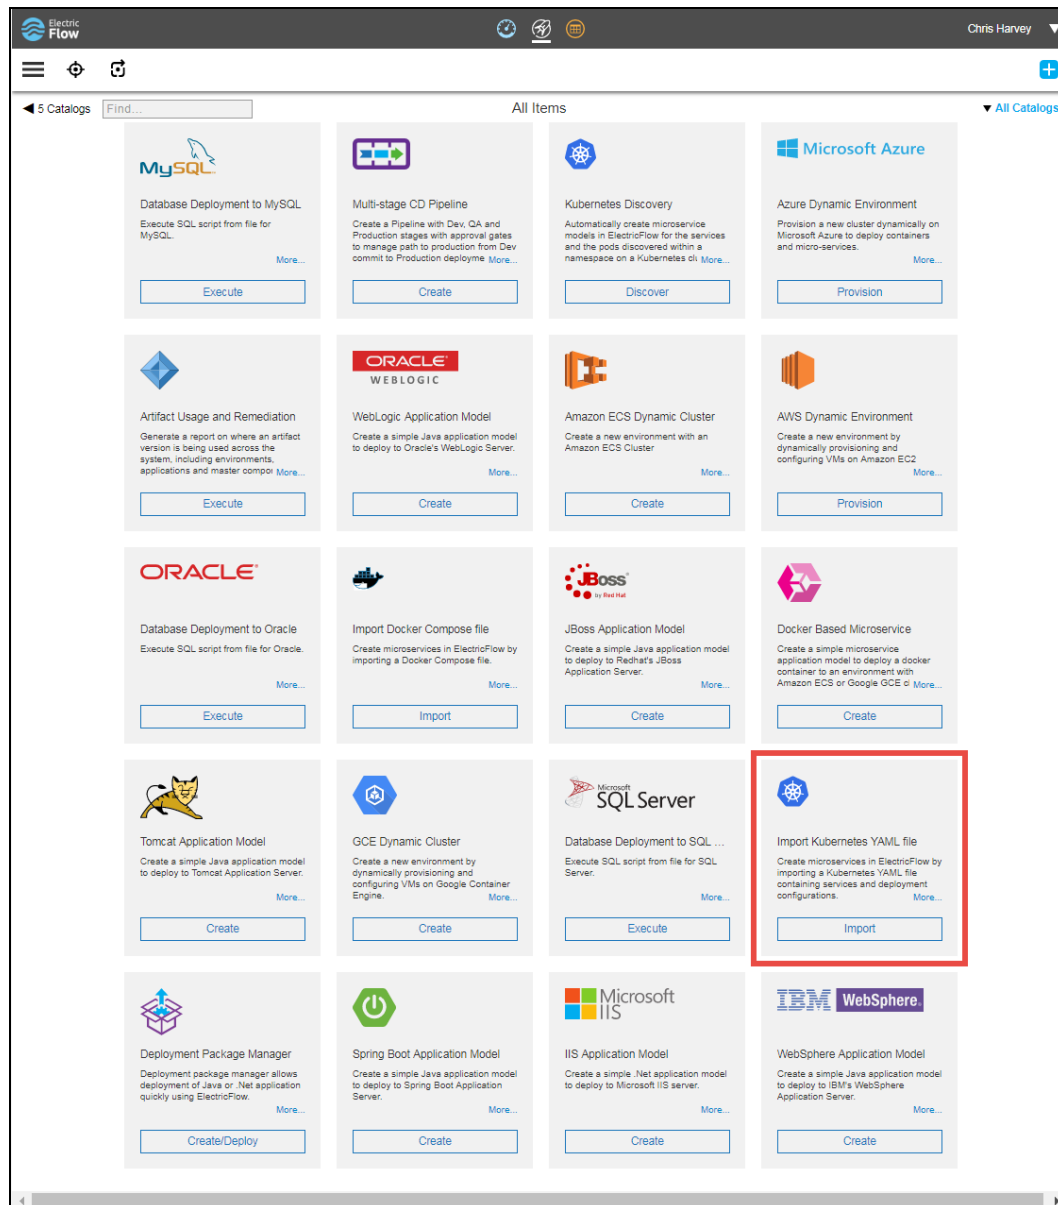 Electric
Flow
Chris Harvey
5 Catalogs
Find...
All Items
All Catalogs
MySQL
Database Deployment to MySQL
Execute SQL script from file for
MySQL.
More...
Execute
Multi-stage CD Pipeline
Create a Pipeline with Dev, QA and
Production stages with approval gates
to manage path to production from Dev
commit to Production deployme More...
Create
Kubernetes Discovery
Automatically create microservice
models in ElectricFlow for the services
and the pods discovered within a
namespace on a Kubernetes clu More...
Discover
Microsoft Azure
Azure Dynamic Environment
Provision a new cluster dynamically on
Microsoft Azure to deploy containers
and micro-services.
More...
Provision
Artifact Usage and Remediation
Generate a report on where an artifact
version is being used across the
system, including environments,
applications and master compor More...
Execute
ORACLE
WEBLOGIC
WebLogic Application Model
Create a simple Java application model
to deploy to Oracle's WebLogic Server.
More...
Create
Amazon ECS Dynamic Cluster
Create a new environment with an
Amazon ECS Cluster
More...
Create
AWS Dynamic Environment
Create a new environment by
dynamically provisioning and
configuring VMs on Amazon EC2
More...
Provision
ORACLE
Database Deployment to Oracle
Execute SQL script from file for Oracle.
More...
Execute
Import Docker Compose file
Create microservices in ElectricFlow by
importing a Docker Compose file.
More...
Import
JBoss
by Red Hat
JBoss Application Model
Create a simple Java application model
to deploy to Redhat's JBoss
Application Server.
More...
Create
Docker Based Microservice
Create a simple microservice
application model to deploy a docker
container to an environment with
Amazon ECS or Google GCE cl More...
Create
Tomcat Application Model
Create a simple Java application model
to deploy to Tomcat Application Server.
More...
Create
GCE Dynamic Cluster
Create a new environment by
dynamically provisioning and
configuring VMs on Google Container
Engine. More...
Create
Microsoft
SQL Server
Database Deployment to SQL ...
Execute SQL script from file for SQL
Server.
More...
Execute
Import Kubernetes YAML file
Create microservices in ElectricFlow by
importing a Kubernetes YAML file
containing services and deployment
configurations. More...
Import
Deployment Package Manager
Deployment package manager allows
deployment of Java or .Net application
quickly using ElectricFlow.
More...
Create/Deploy
Spring Boot Application Model
Create a simple Java application model
to deploy to Spring Boot Application
Server.
More...
Create
Microsoft
IIS
IIS Application Model
Create a simple .Net application model
to deploy to Microsoft IIS server.
More...
Create
IBM WebSphere.
WebSphere Application Model
Create a simple Java application model
to deploy to IBM's WebSphere
Application Server.
More...
Create